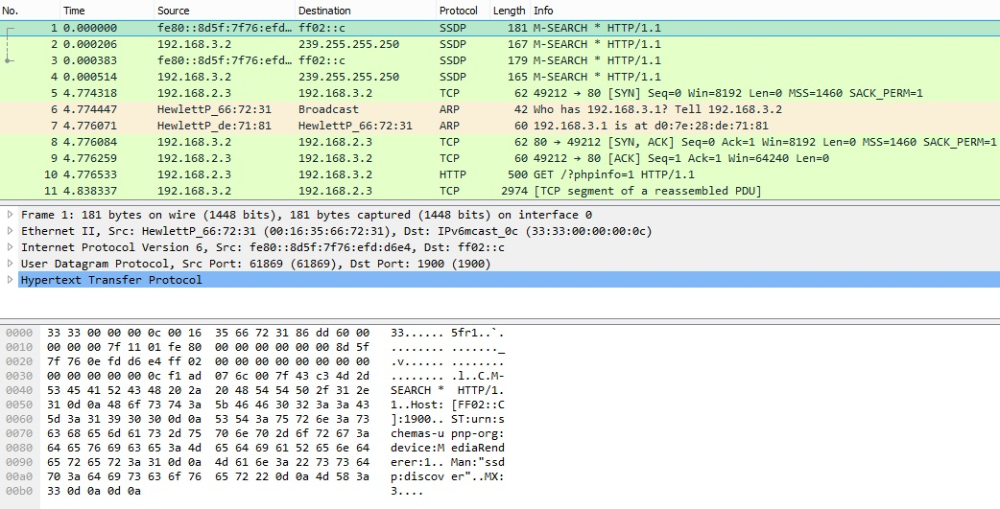 No. Time Source Destination Protocol Length Info
1 0.000000 fe80::8d5f:7f76:efd… ff02::c SSDP 181 M-SEARCH * HTTP/1.1
2 0.000206 192.168.3.2 239.255.255.250 SSDP 167 M-SEARCH * HTTP/1.1
3 0.000383 fe80::8d5f:7f76:efd… ff02::c SSDP 179 M-SEARCH * HTTP/1.1
4 0.000514 192.168.3.2 239.255.255.250 SSDP 165 M-SEARCH * HTTP/1.1
5 4.774318 192.168.2.3 192.168.3.2 TCP 62 49212 → 80 [SYN] Seq=0 Win=8192 Len=0 MSS=1460 SACK_PERM=1
6 4.774447 HewlettP_66:72:31 Broadcast ARP 42 Who has 192.168.3.1? Tell 192.168.3.2
7 4.776071 HewlettP_de:71:81 HewlettP_66:72:31 ARP 60 192.168.3.1 is at d0:7e:28:de:71:81
8 4.776084 192.168.3.2 192.168.2.3 TCP 62 80 → 49212 [SYN, ACK] Seq=0 Ack=1 Win=8192 Len=0 MSS=1460 SACK_PERM=1
9 4.776259 192.168.2.3 192.168.3.2 TCP 60 49212 → 80 [ACK] Seq=1 Ack=1 Win=64240 Len=0
10 4.776533 192.168.2.3 192.168.3.2 HTTP 500 GET /?phpinfo=1 HTTP/1.1
11 4.838337 192.168.3.2 192.168.2.3 TCP 2974 [TCP segment of a reassembled PDU]
Frame 1: 181 bytes on wire (1448 bits), 181 bytes captured (1448 bits) on interface 0
Ethernet II, Src: HewlettP_66:72:31 (00:16:35:66:72:31), Dst: IPv6mcast_0c (33:33:00:00:00:0c)
Internet Protocol Version 6, Src: fe80::8d5f:7f76:efd:d6e4, Dst: ff02::c
User Datagram Protocol, Src Port: 61869 (61869), Dst Port: 1900 (1900)
Hypertext Transfer Protocol
0000 33 33 00 00 00 0c 00 16 35 66 72 31 86 dd 60 00 33...... 5fr1..`.
0010 00 00 00 7f 11 01 fe 80 00 00 00 00 00 00 8d 5f ........ ......._
0020 7f 76 0e fd d6 e4 ff 02 00 00 00 00 00 00 00 00 .v...... ........
0030 00 00 00 00 00 0c f1 ad 07 6c 00 7f 43 c3 4d 2d ........ .l..C.M-
0040 53 45 41 52 43 48 20 2a 20 48 54 54 50 2f 31 2e SEARCH * HTTP/1.
0050 31 0d 0a 48 6f 73 74 3a 5b 46 46 30 32 3a 3a 43 1..Host: [FF02::C
0060 5d 3a 31 39 30 30 0d 0a 53 54 3a 75 72 6e 3a 73 ]:1900.. ST:urn:s
0070 63 68 65 6d 61 73 2d 75 70 6e 70 2d 6f 72 67 3a chemas-u pnp-org:
0080 64 65 76 69 63 65 3a 4d 65 64 69 61 52 65 6e 64 device:M ediaRend
0090 65 72 65 72 3a 31 0d 0a 4d 61 6e 3a 22 73 73 64 erer:1.. Man:"ssd
00a0 70 3a 64 69 73 63 6f 76 65 72 22 0d 0a 4d 58 3a p:discov er"..MX:
00b0 33 0d 0a 0d 0a 3....